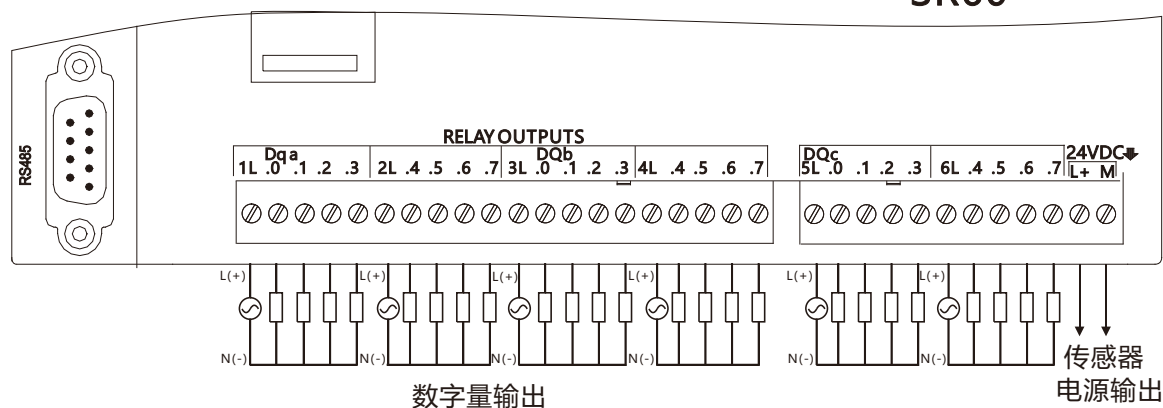 RS485
RELAY OUTPUTS
Dqa DQb DQc 24VDC
1L .0 .1 .2 .3 2L .4 .5 .6 .7 3L .0 .1 .2 .3 4L .4 .5 .6 .7 5L .0 .1 .2 .3 6L .4 .5 .6 .7 L+ M
L(+) L(+) L(+) L(+) L(+) L(+)
N(-) N(-) N(-) N(-) N(-) N(-)
数字量输出
传感器
电源输出